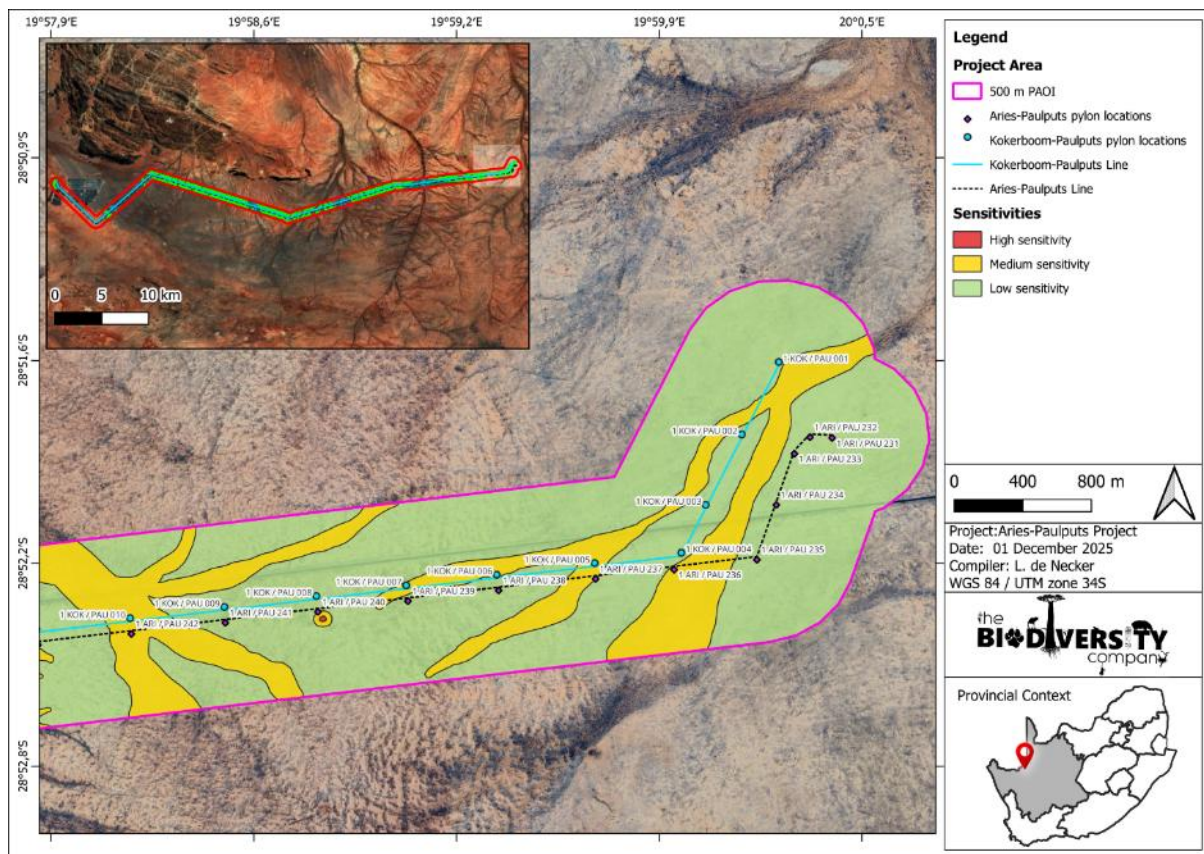 19°57,9'E
19°58,6'E
19°59,2'E
19°59,9'E
20°0,5'E
28°50,9'S
28°51,6'S
28°52,2'S
28°52,8'S
0 5 10 km
1 KOK / PAU 001
1 KOK / PAU 002
1 ARI / PAU 232
1 ARI / PAU 231
1 ARI / PAU 233
1 KOK / PAU 003
1 ARI / PAU 234
1 KOK / PAU 004
1 ARI / PAU 235
1 KOK / PAU 005
1 ARI / PAU 237
1 ARI / PAU 236
1 KOK / PAU 006
1 ARI / PAU 238
1 KOK / PAU 007
1 ARI / PAU 239
1 KOK / PAU 008
1 ARI / PAU 240
1 KOK / PAU 009
1 ARI / PAU 241
1 KOK / PAU 010
1 ARI / PAU 242
Legend
Project Area
500 m PAOI
Aries-Paulputs pylon locations
Kokerboom-Paulputs pylon locations
Kokerboom-Paulputs Line
Aries-Paulputs Line
Sensitivities
High sensitivity
Medium sensitivity
Low sensitivity
0 400 800 m
Project:Aries-Paulputs Project
Date: 01 December 2025
Compiler: L. de Necker
WGS 84 / UTM zone 34S
the
BIODIVERSITY
company
Provincial Context